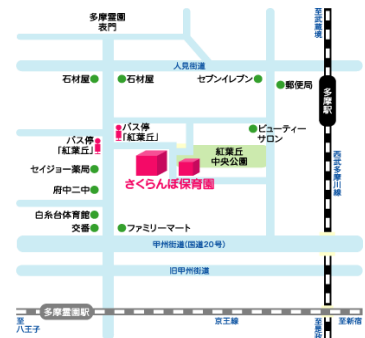 多摩霊園
表門
至武蔵境
人見街道
石材屋
石材屋
セブンイレブン
郵便局
多摩駅
バス停
「紅葉丘」
ビューティー
サロン
バス停
「紅葉丘」
紅葉丘
中央公園
西武多摩川線
セイジョー薬局
さくらんぼ保育園
府中二中
白糸台体育館
交番
ファミリーマート
甲州街道(国道20号)
旧甲州街道
多摩霊園駅
至
八王子
京王線
至是政
至新宿